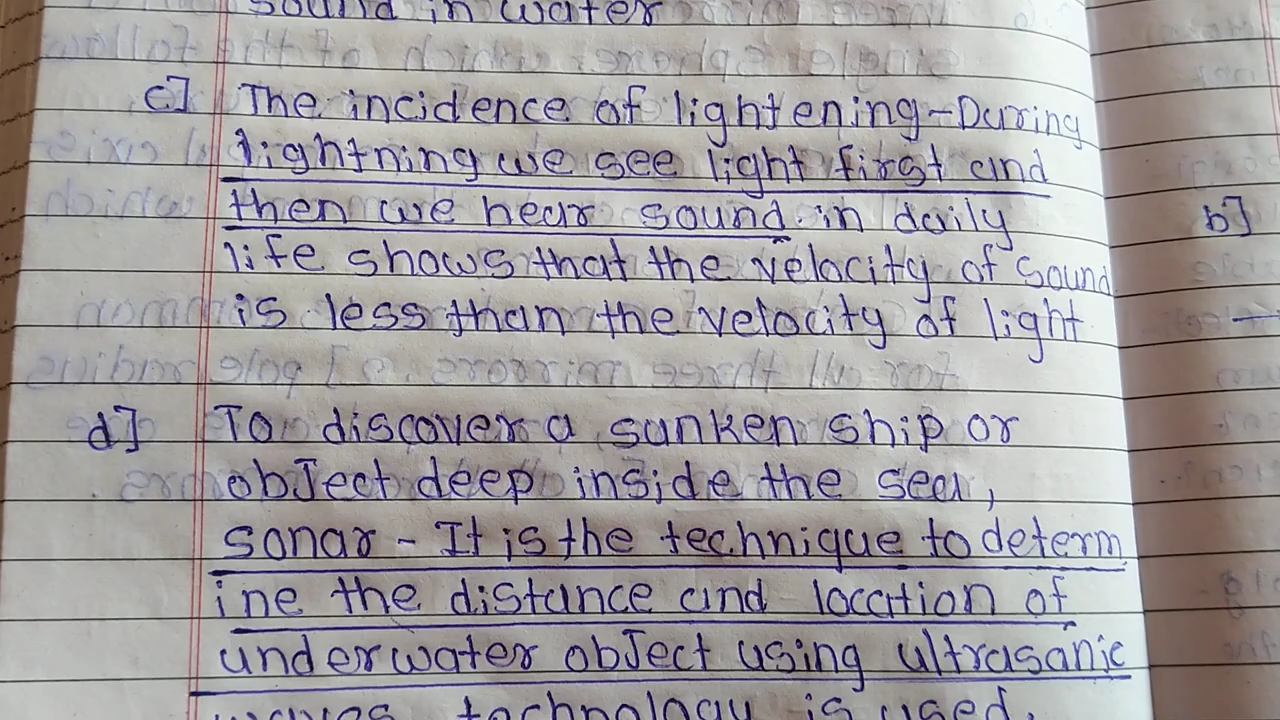 sound in water
c] The incidence of lightening - During
lightning we see light first and
then we hear sound in daily
life shows that the velocity of sound
is less than the velocity of light
d] To discover a sunken ship or
object deep inside the sea,
sonar - It is the technique to determ
ine the distance and location of
underwater object using ultrasanic
waves technology is used.
b]